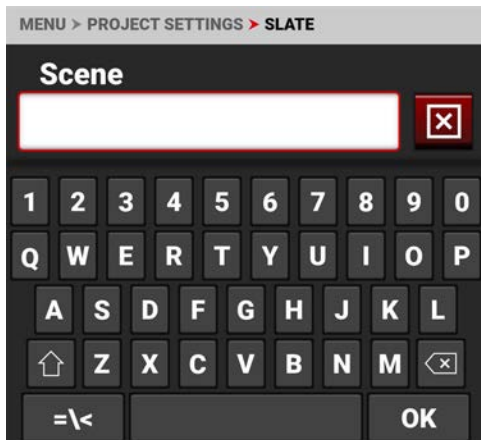 MENU > PROJECT SETTINGS > SLATE
Scene
1 2 3 4 5 6 7 8 9 0
Q W E R T Y U I O P
A S D F G H J K L
Z X C V B N M
=\< OK